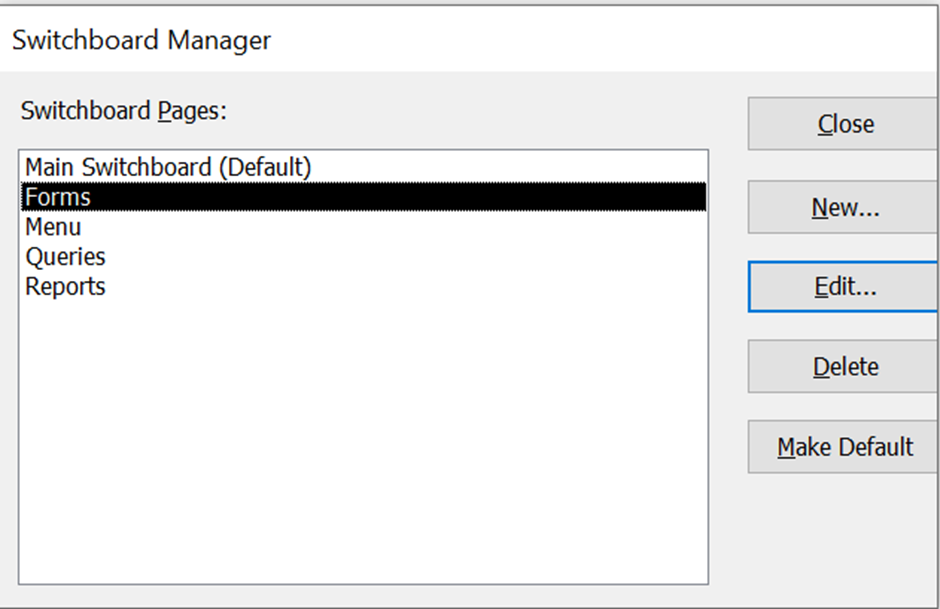 Switchboard Manager
Switchboard Pages:
Main Switchboard (Default)
Forms
Menu
Queries
Reports
Close
New...
Edit...
Delete
Make Default